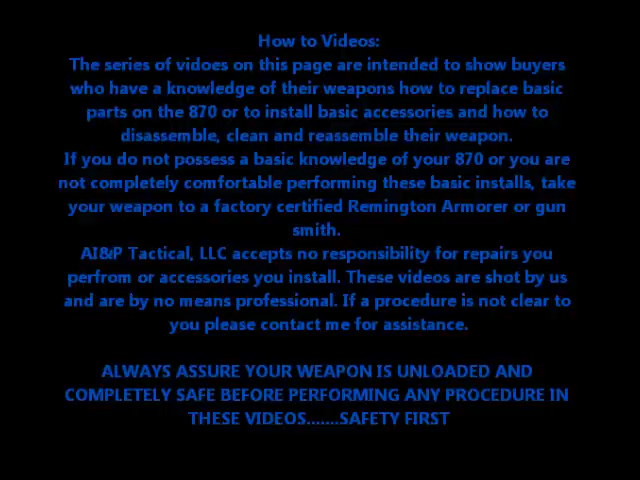 How to Videos:
The series of vidoes on this page are intended to show buyers
who have a knowledge of their weapons how to replace basic
parts on the 870 or to install basic accessories and how to
disassemble, clean and reassemble their weapon.
If you do not possess a basic knowledge of your 870 or you are
not completely comfortable performing these basic installs, take
your weapon to a factory certified Remington Armorer or gun
smith.
AI&P Tactical, LLC accepts no responsibility for repairs you
perfrom or accessories you install. These videos are shot by us
and are by no means professional. If a procedure is not clear to
you please contact me for assistance.
ALWAYS ASSURE YOUR WEAPON IS UNLOADED AND
COMPLETELY SAFE BEFORE PERFORMING ANY PROCEDURE IN
THESE VIDEOS.......SAFETY FIRST